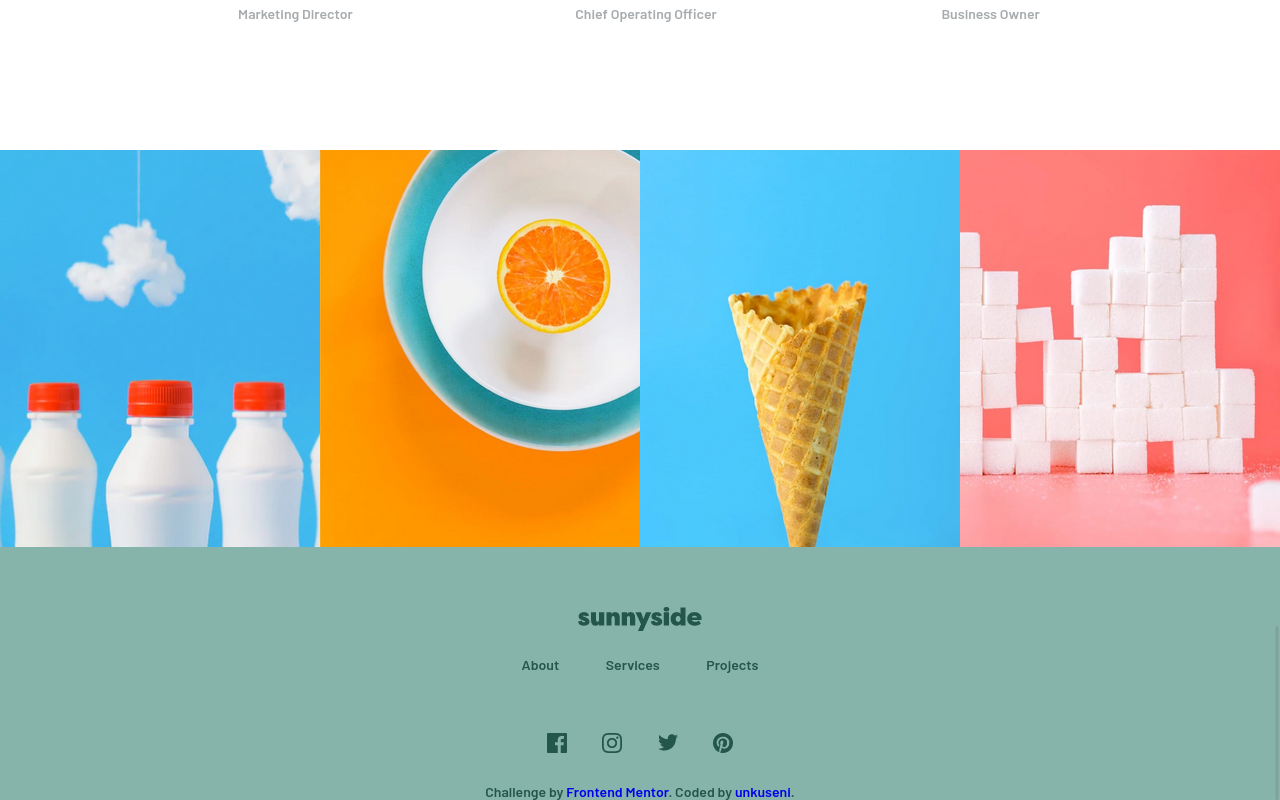 Marketing Director Chief Operating Officer Business Owner
sunnyside
About Services Projects
Challenge by Frontend Mentor. Coded by unkuseni.